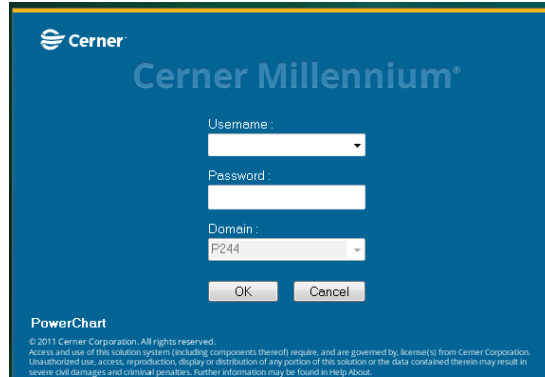 Cerner
Cerner Millennium®
Username :
Password :
Domain :
P244
OK Cancel
PowerChart
© 2011 Cerner Corporation. All rights reserved.
Access and use of this solution system (including components thereof) require, and are governed by, license(s) from Cerner Corporation.
Unauthorized use, access, reproduction, display or distribution of any portion of this solution or the data contained therein may result in
severe civil damages and criminal penalties. Further information may be found in Help About.